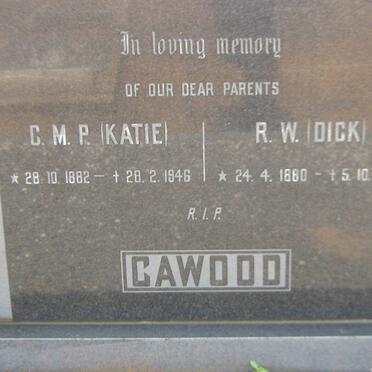 In loving memory
OF OUR DEAR PARENTS
C. M. P. (KATIE) R. W. (DICK)
* 28. 10. 1882 – † 28. 2. 1946 * 24. 4. 1880 – † 5. 10.
R. I. P.
CAWOOD